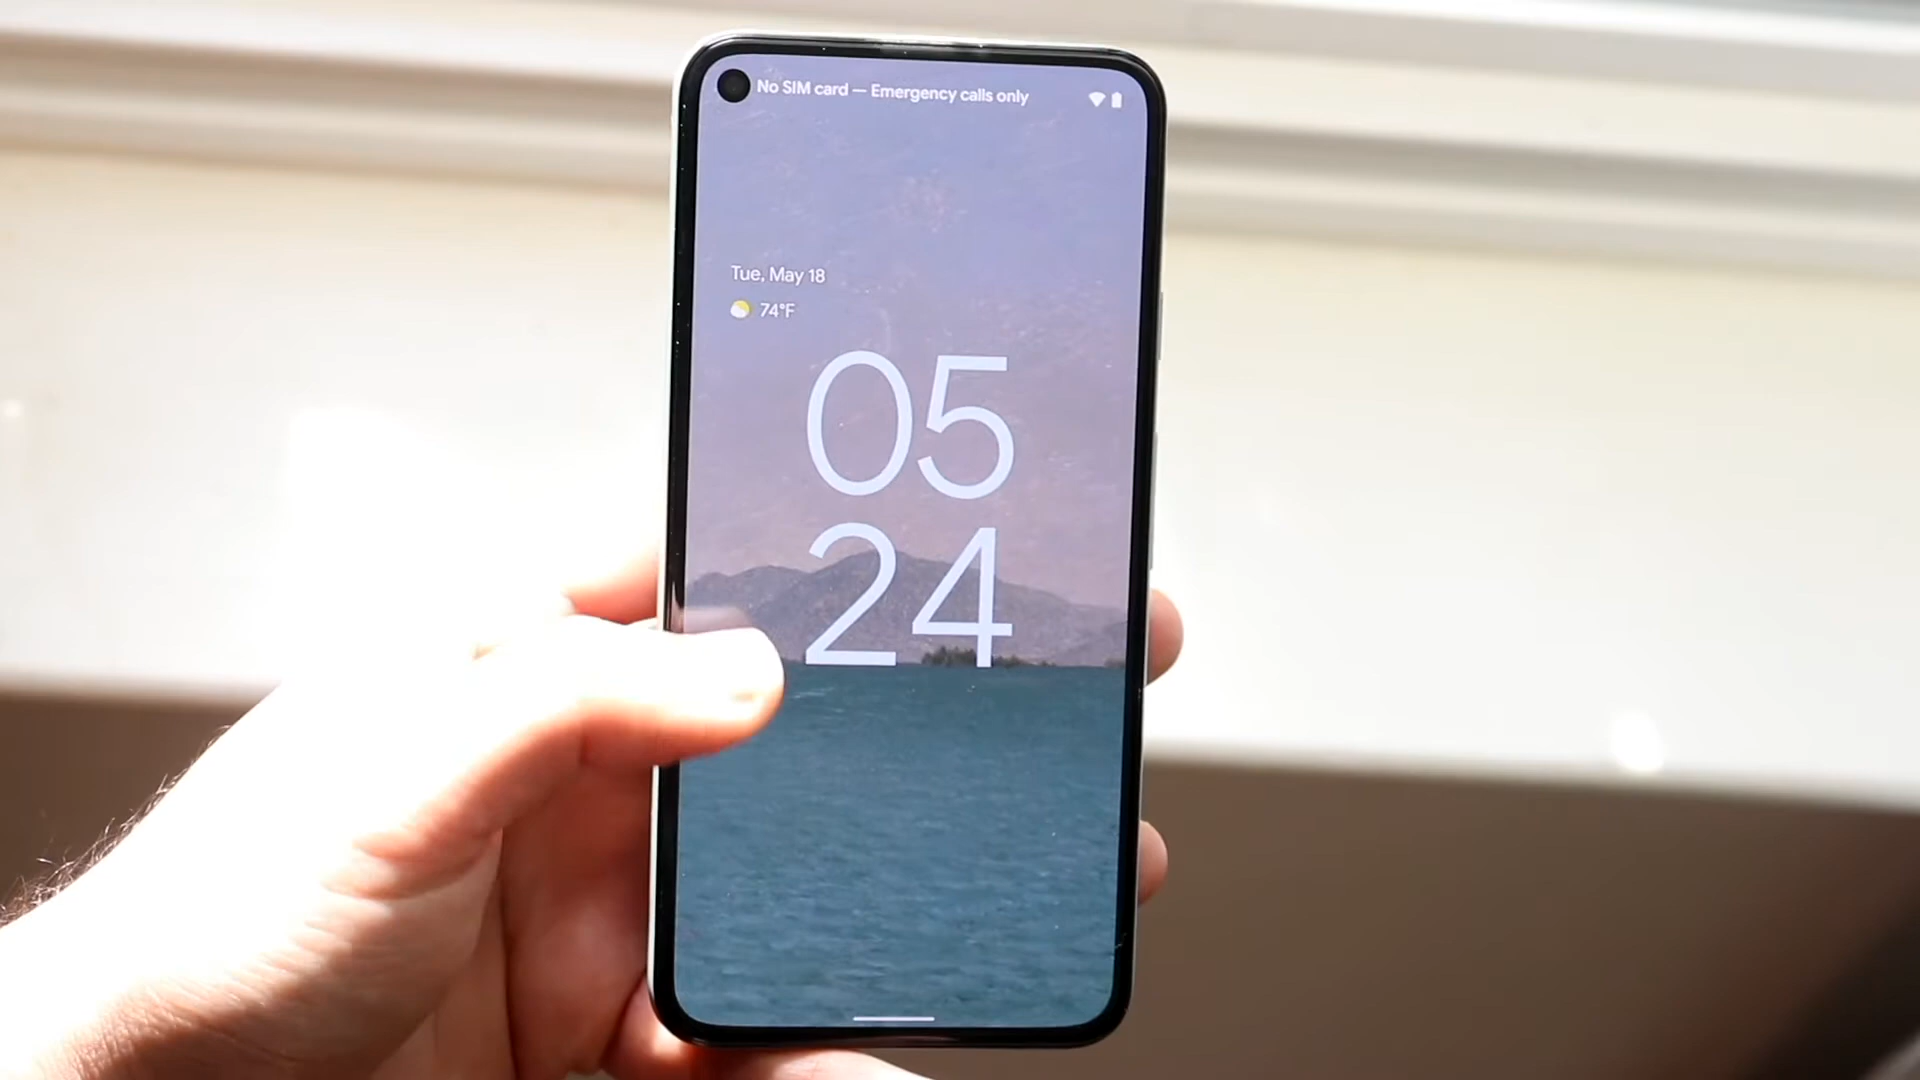 No SIM card — Emergency calls only
Tue, May 18
74°F
05
24